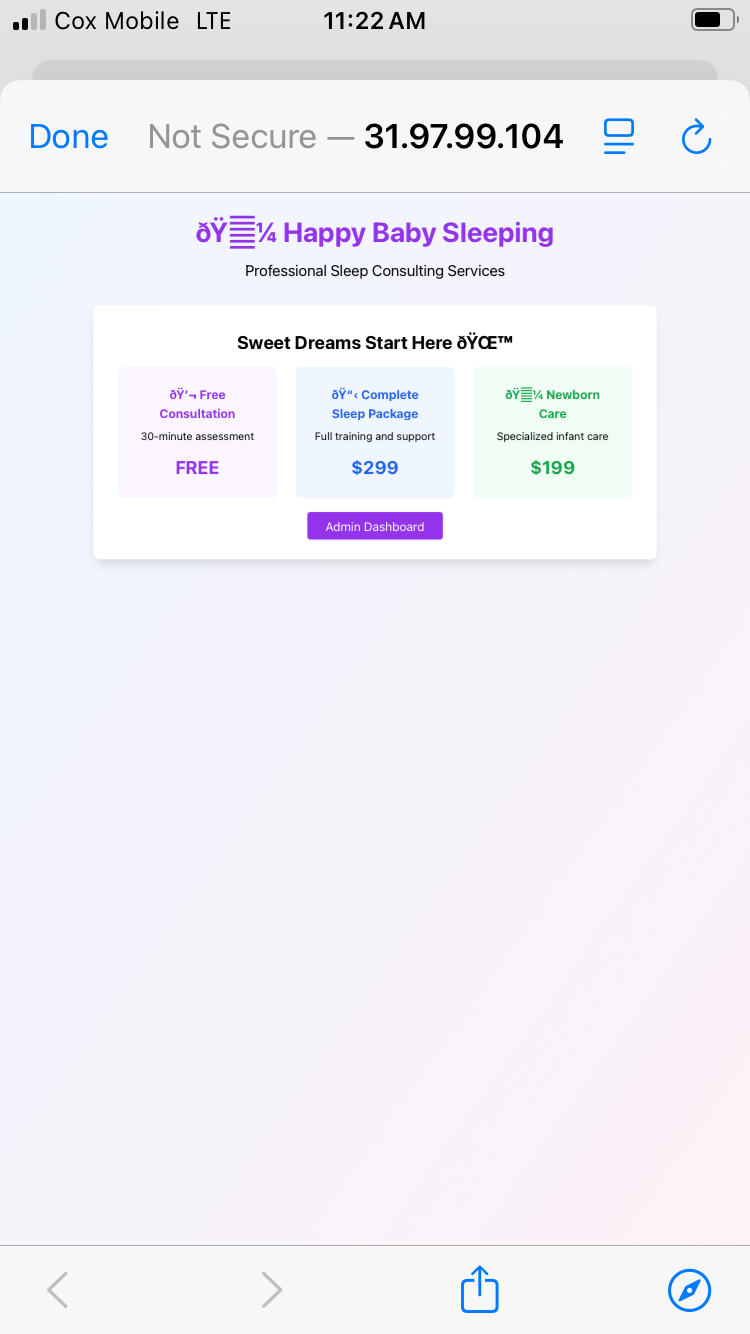 Cox Mobile LTE 11:22 AM
Done Not Secure — 31.97.99.104
ðŸ‼ Happy Baby Sleeping
Professional Sleep Consulting Services
Sweet Dreams Start Here ðŸŒ™
ðŸ’¬ Free
Consultation
30-minute assessment
FREE
ðŸ“‹ Complete
Sleep Package
Full training and support
$299
ðŸ¼ Newborn
Care
Specialized infant care
$199
Admin Dashboard